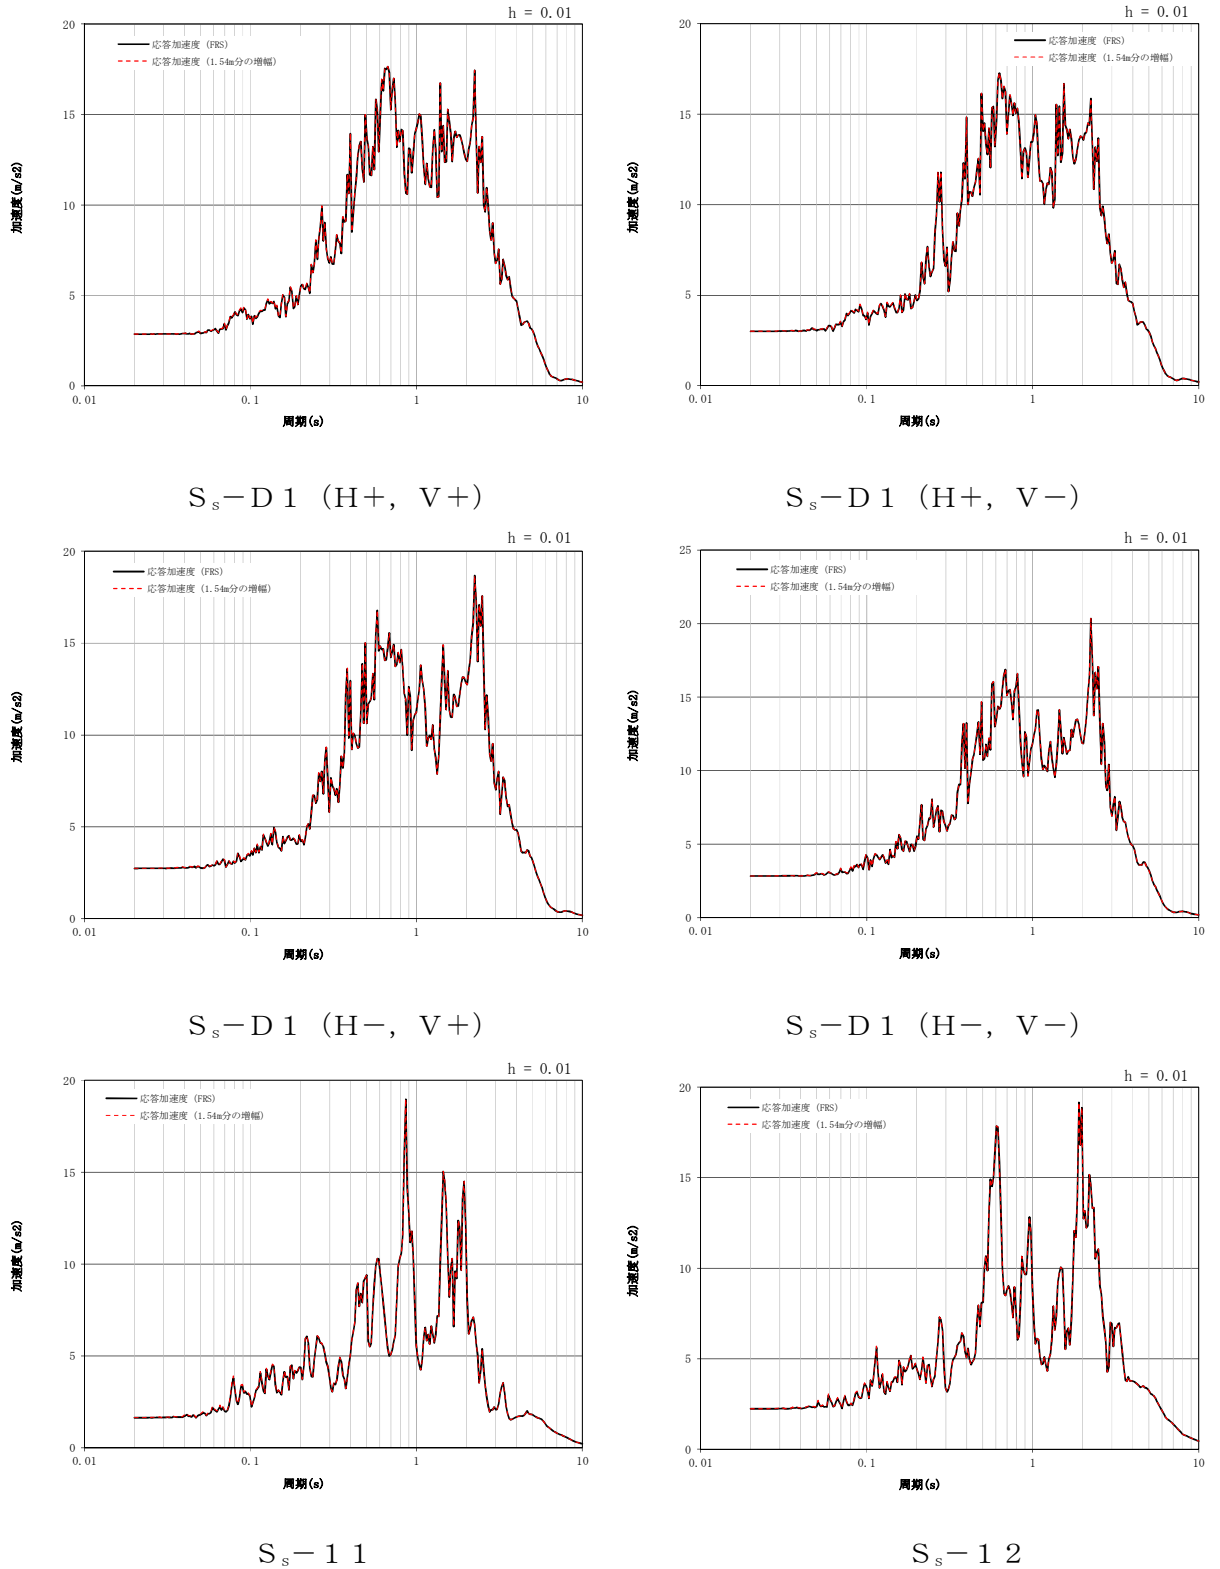 h = 0.01
20
15
10
5
0
応答加速度 (FRS)
応答加速度 (1.54m分の増幅)
加速度(m/s2)
0.01 0.1 1 10
周期(s)
Ｓs－Ｄ１（Ｈ＋，Ｖ＋）
h = 0.01
20
15
10
5
0
応答加速度 (FRS)
応答加速度 (1.54m分の増幅)
加速度(m/s2)
0.01 0.1 1 10
周期(s)
Ｓs－Ｄ１（Ｈ＋，Ｖ－）
h = 0.01
20
15
10
5
0
応答加速度 (FRS)
応答加速度 (1.54m分の増幅)
加速度(m/s2)
0.01 0.1 1 10
周期(s)
Ｓs－Ｄ１（Ｈ－，Ｖ＋）
h = 0.01
25
20
15
10
5
0
応答加速度 (FRS)
応答加速度 (1.54m分の増幅)
加速度(m/s2)
0.01 0.1 1 10
周期(s)
Ｓs－Ｄ１（Ｈ－，Ｖ－）
h = 0.01
20
15
10
5
0
応答加速度 (FRS)
応答加速度 (1.54m分の増幅)
加速度(m/s2)
0.01 0.1 1 10
周期(s)
Ｓs－１１
h = 0.01
20
15
10
5
0
応答加速度 (FRS)
応答加速度 (1.54m分の増幅)
加速度(m/s2)
0.01 0.1 1 10
周期(s)
Ｓs－１２